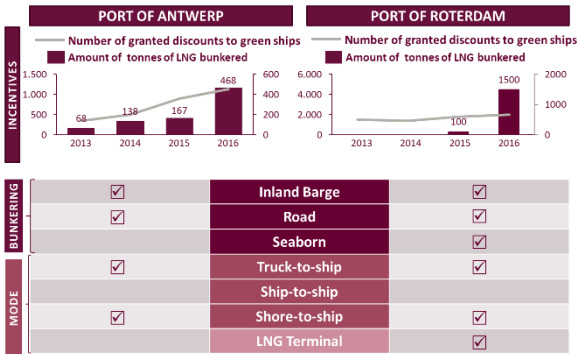 PORT OF ANTWERP
PORT OF ROTERDAM
INCENTIVES
Number of granted discounts to green ships
Amount of tonnes of LNG bunkered
1.500
1.000
500
0
600
400
200
0
68
138
167
468
2013
2014
2015
2016
Number of granted discounts to green ships
Amount of tonnes of LNG bunkered
6.000
4.000
2.000
0
2000
1000
0
100
1500
2013
2014
2015
2016
BUNKERING
Inland Barge
Road
Seaborn
MODE
Truck-to-ship
Ship-to-ship
Shore-to-ship
LNG Terminal